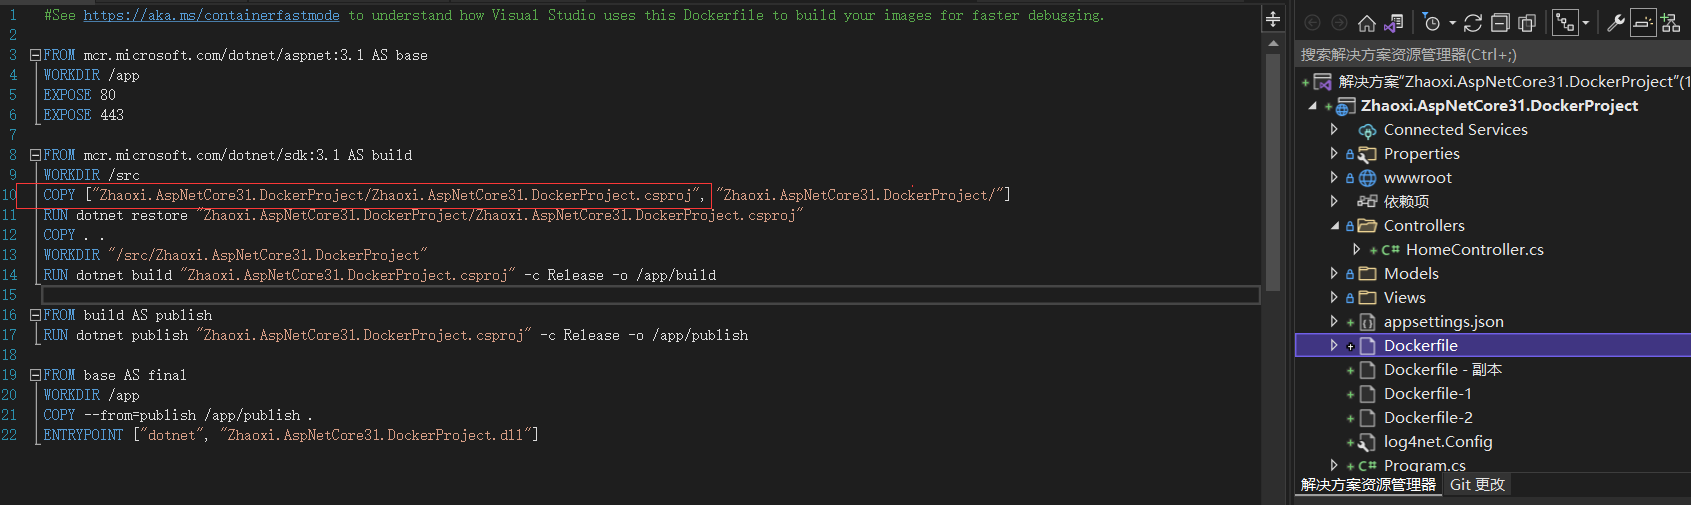 1 #See https://aka.ms/containerfastmode to understand how Visual Studio uses this Dockerfile to build your images for faster debugging.
2
3 FROM mcr.microsoft.com/dotnet/aspnet:3.1 AS base
4 WORKDIR /app
5 EXPOSE 80
6 EXPOSE 443
7
8 FROM mcr.microsoft.com/dotnet/sdk:3.1 AS build
9 WORKDIR /src
10 COPY ["Zhaoxi.AspNetCore31.DockerProject/Zhaoxi.AspNetCore31.DockerProject.csproj", "Zhaoxi.AspNetCore31.DockerProject/"]
11 RUN dotnet restore "Zhaoxi.AspNetCore31.DockerProject/Zhaoxi.AspNetCore31.DockerProject.csproj"
12 COPY . .
13 WORKDIR "/src/Zhaoxi.AspNetCore31.DockerProject"
14 RUN dotnet build "Zhaoxi.AspNetCore31.DockerProject.csproj" -c Release -o /app/build
15
16 FROM build AS publish
17 RUN dotnet publish "Zhaoxi.AspNetCore31.DockerProject.csproj" -c Release -o /app/publish
18
19 FROM base AS final
20 WORKDIR /app
21 COPY --from=publish /app/publish .
22 ENTRYPOINT ["dotnet", "Zhaoxi.AspNetCore31.DockerProject.dll"]
搜索解决方案资源管理器(Ctrl+;)
解决方案"Zhaoxi.AspNetCore31.DockerProject"(1
Zhaoxi.AspNetCore31.DockerProject
Connected Services
Properties
wwwroot
依赖项
Controllers
C# HomeController.cs
Models
Views
appsettings.json
Dockerfile
Dockerfile - 副本
Dockerfile-1
Dockerfile-2
log4net.Config
C# Program.cs
解决方案资源管理器 Git 更改